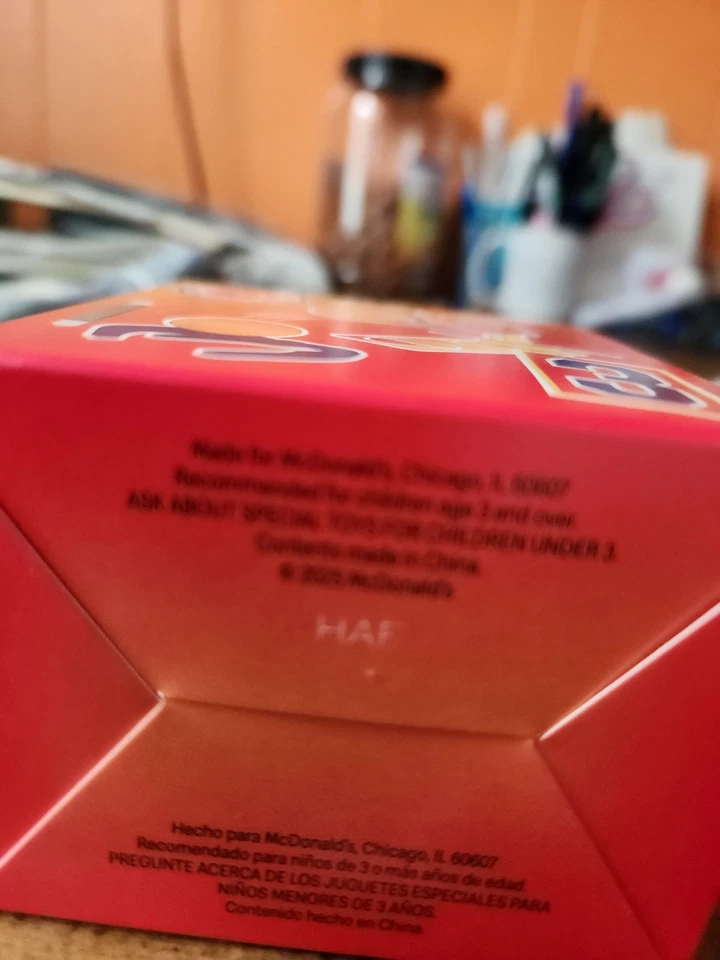 Made for McDonald's, Chicago, IL 60607
Recommended for children age 3 and over.
ASK ABOUT SPECIAL TOYS FOR CHILDREN UNDER 3.
Contents made in China.
© 2025 McDonald's
HAF
Hecho para McDonald's, Chicago, IL 60607
Recomendado para niños de 3 o más años de edad.
PREGUNTE ACERCA DE LOS JUGUETES ESPECIALES PARA
NIÑOS MENORES DE 3 AÑOS.
Contenido hecho en China.